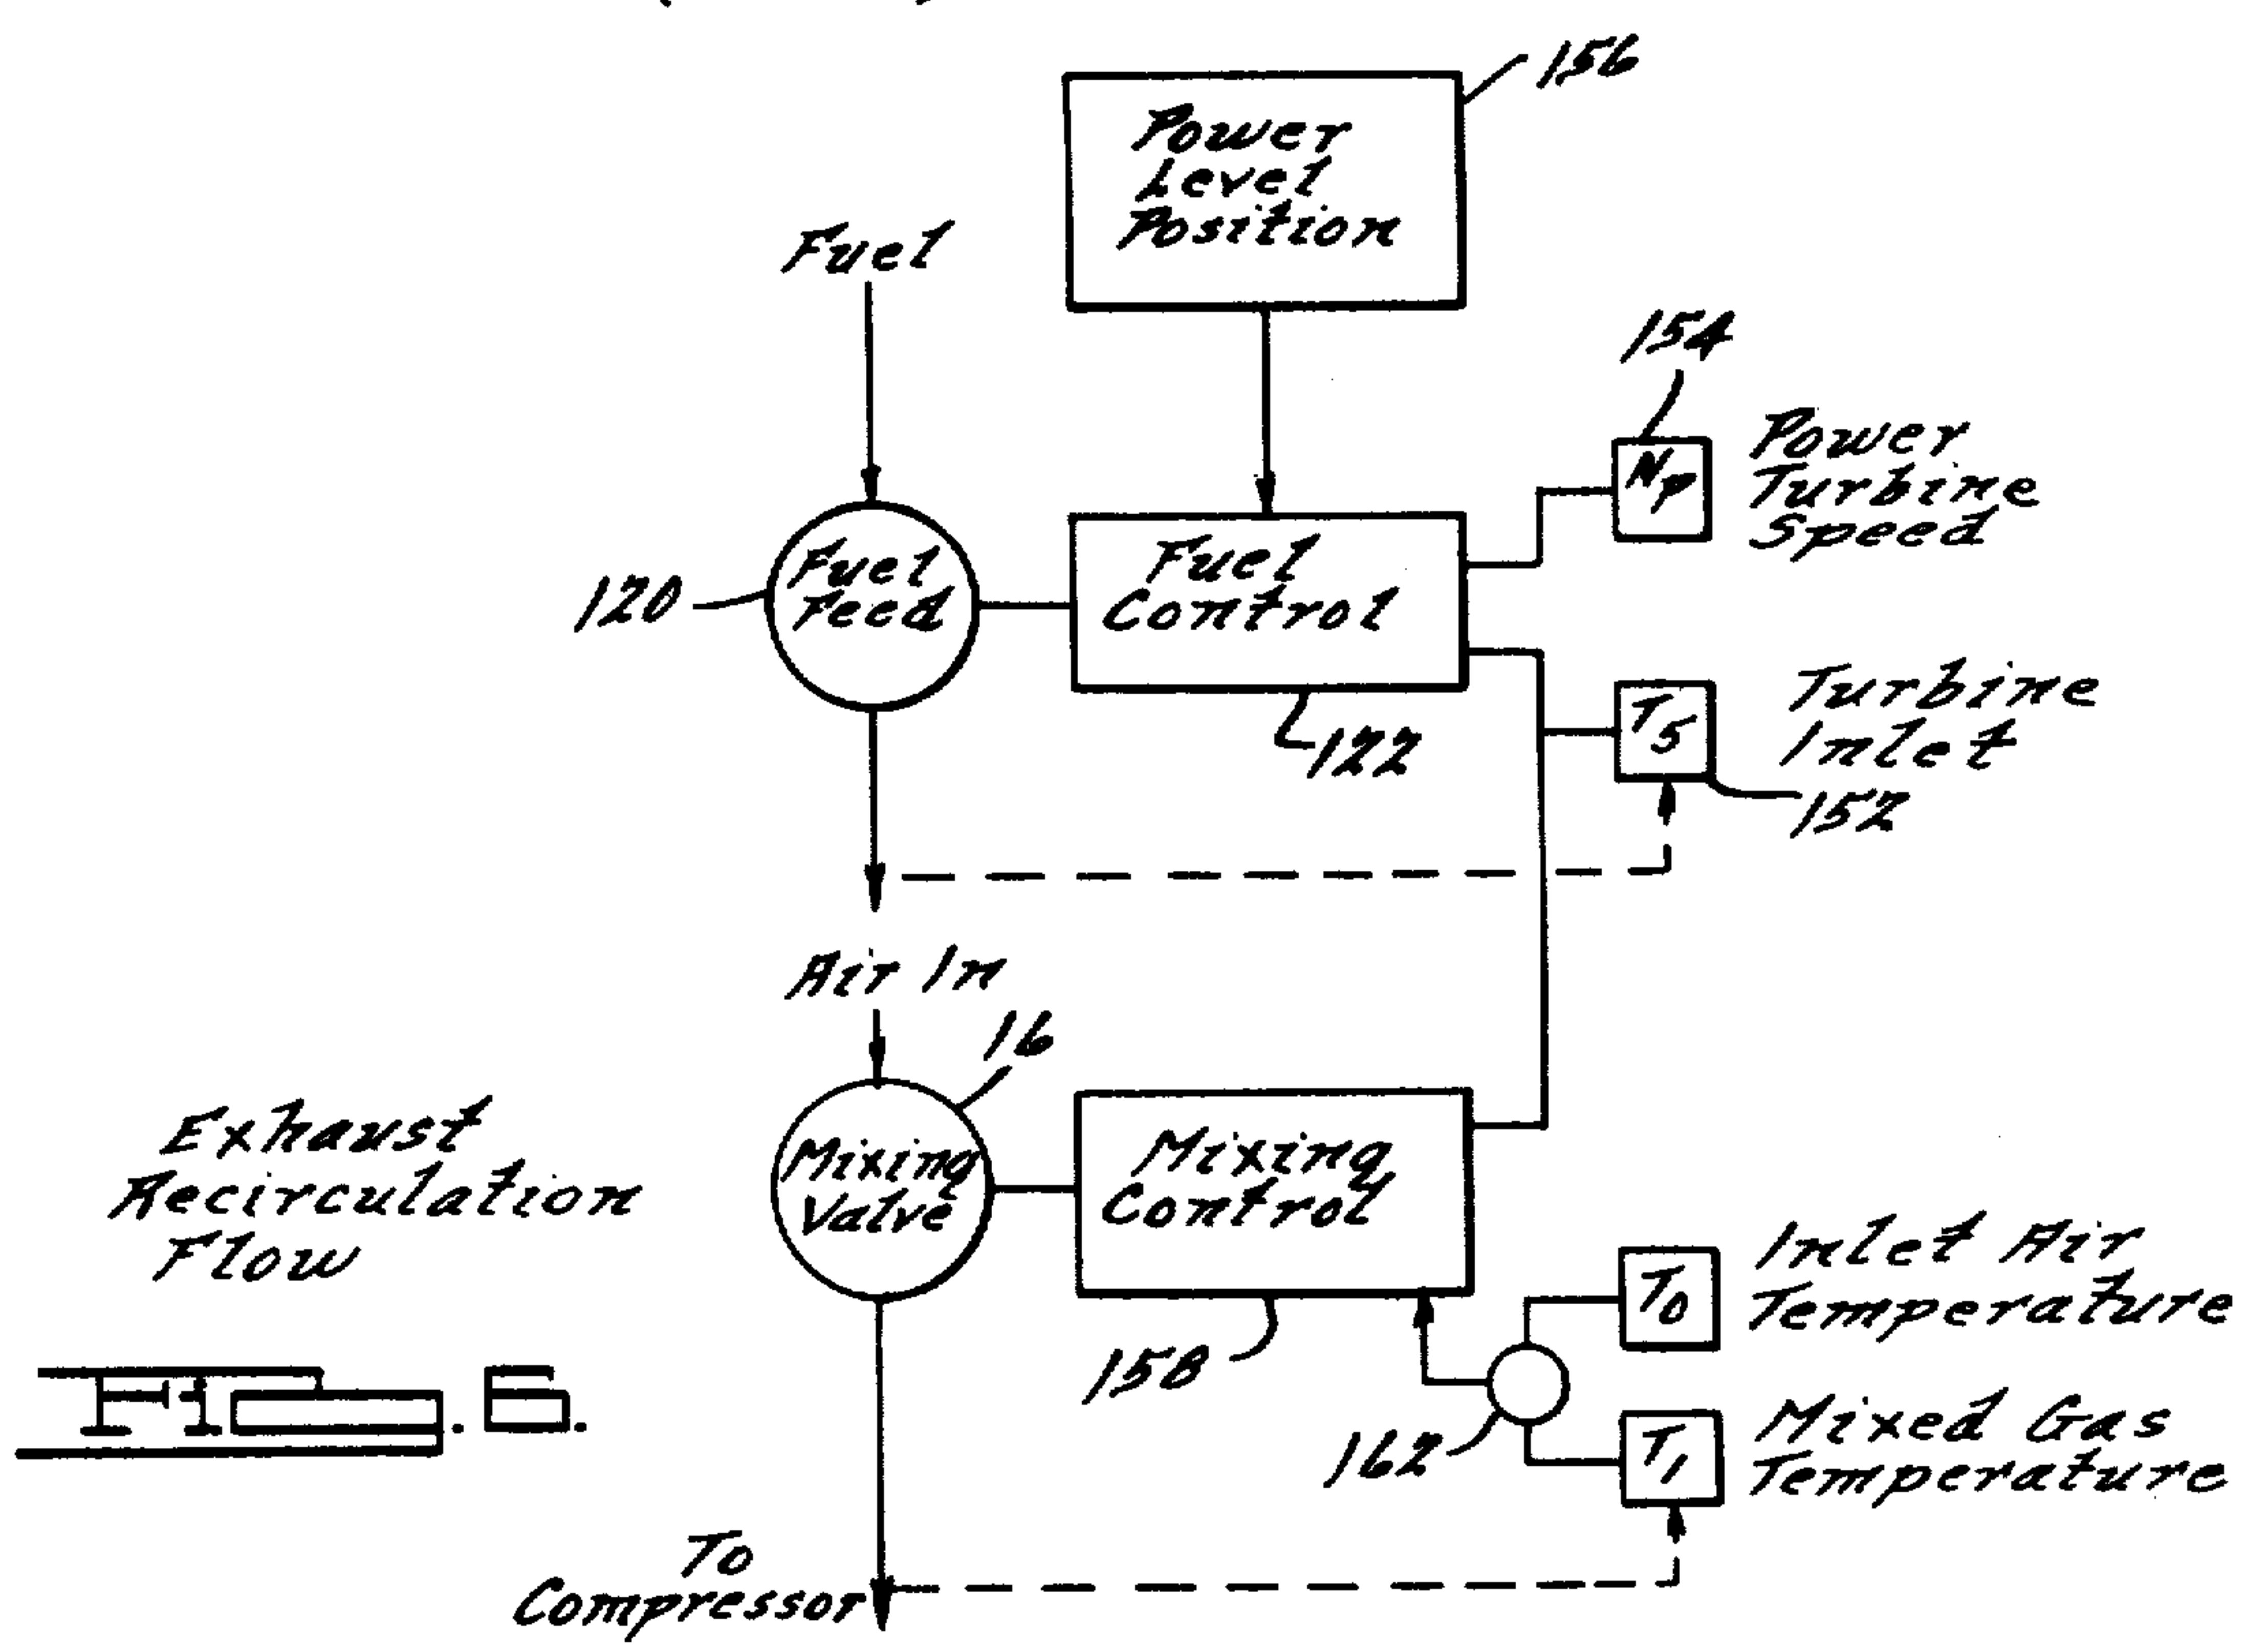 156
Power
Level
Position
Fuel
154
Np
Power
Turbine
Speed
Fuel
Feed
120
Fuel
Control
122
T5
Turbine
Inlet
152
Air In
16
Exhaust
Recirculation
Flow
Mixing
Valve
Mixing
Control
158
T0
Inlet Air
Temperature
162
T1
Mixed Gas
Temperature
FIG. 6.
To
Compressor